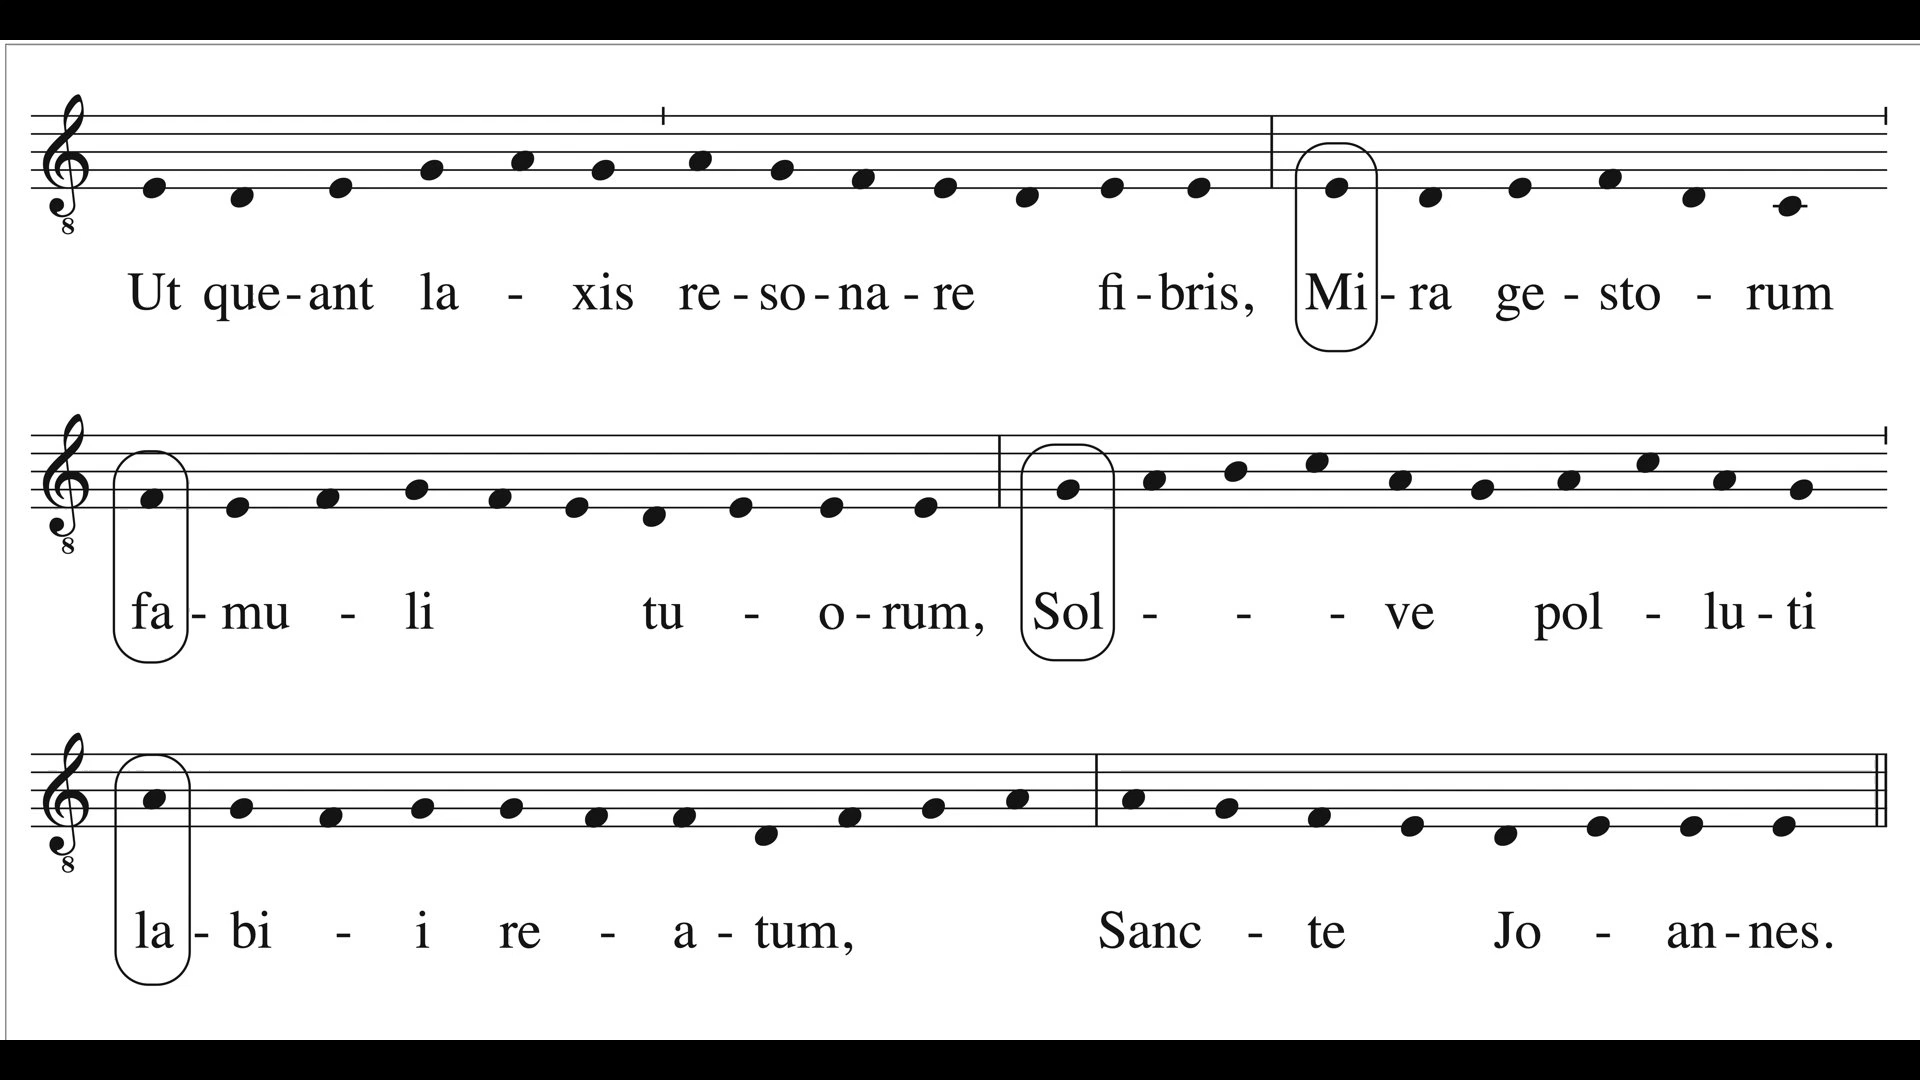 Ut que-ant la - xis re-so-na-re fi-bris, Mi-ra ge-sto-rum
fa-mu-li tu-o-rum, Sol - - - ve pol-lu-ti
la-bi-i re-a-tum, Sanc-te Jo-an-nes.